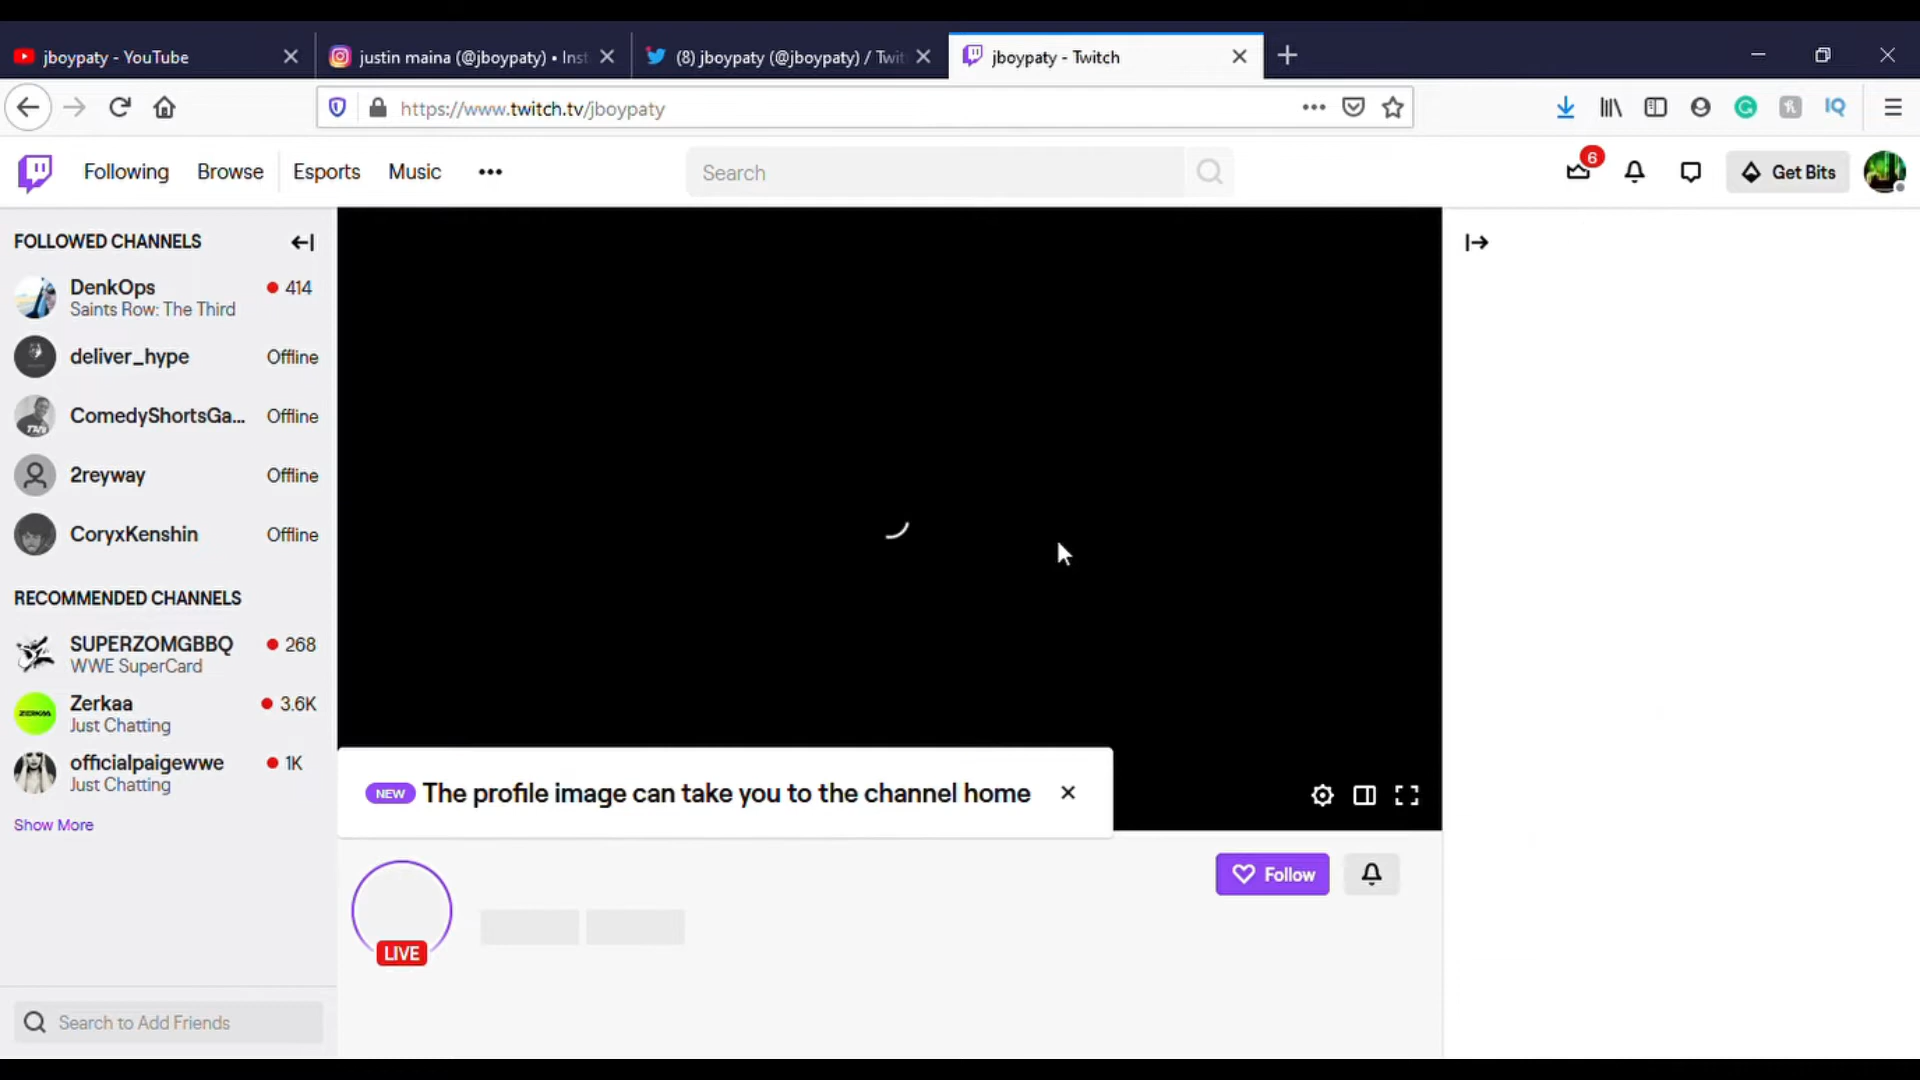 jboypaty - YouTube
justin maina (@jboypaty) • Inst
(8) jboypaty (@jboypaty) / Twit
jboypaty - Twitch
https://www.twitch.tv/jboypaty
IQ
Following
Browse
Esports
Music
Search
6
Get Bits
FOLLOWED CHANNELS
DenkOps
414
Saints Row: The Third
deliver_hype
Offline
ComedyShortsGa...
Offline
2reyway
Offline
CoryxKenshin
Offline
RECOMMENDED CHANNELS
SUPERZOMGBBQ
268
WWE SuperCard
ZERKAA
Zerkaa
3.6K
Just Chatting
officialpaigewwe
1K
Just Chatting
Show More
NEW
The profile image can take you to the channel home
Follow
LIVE
Search to Add Friends